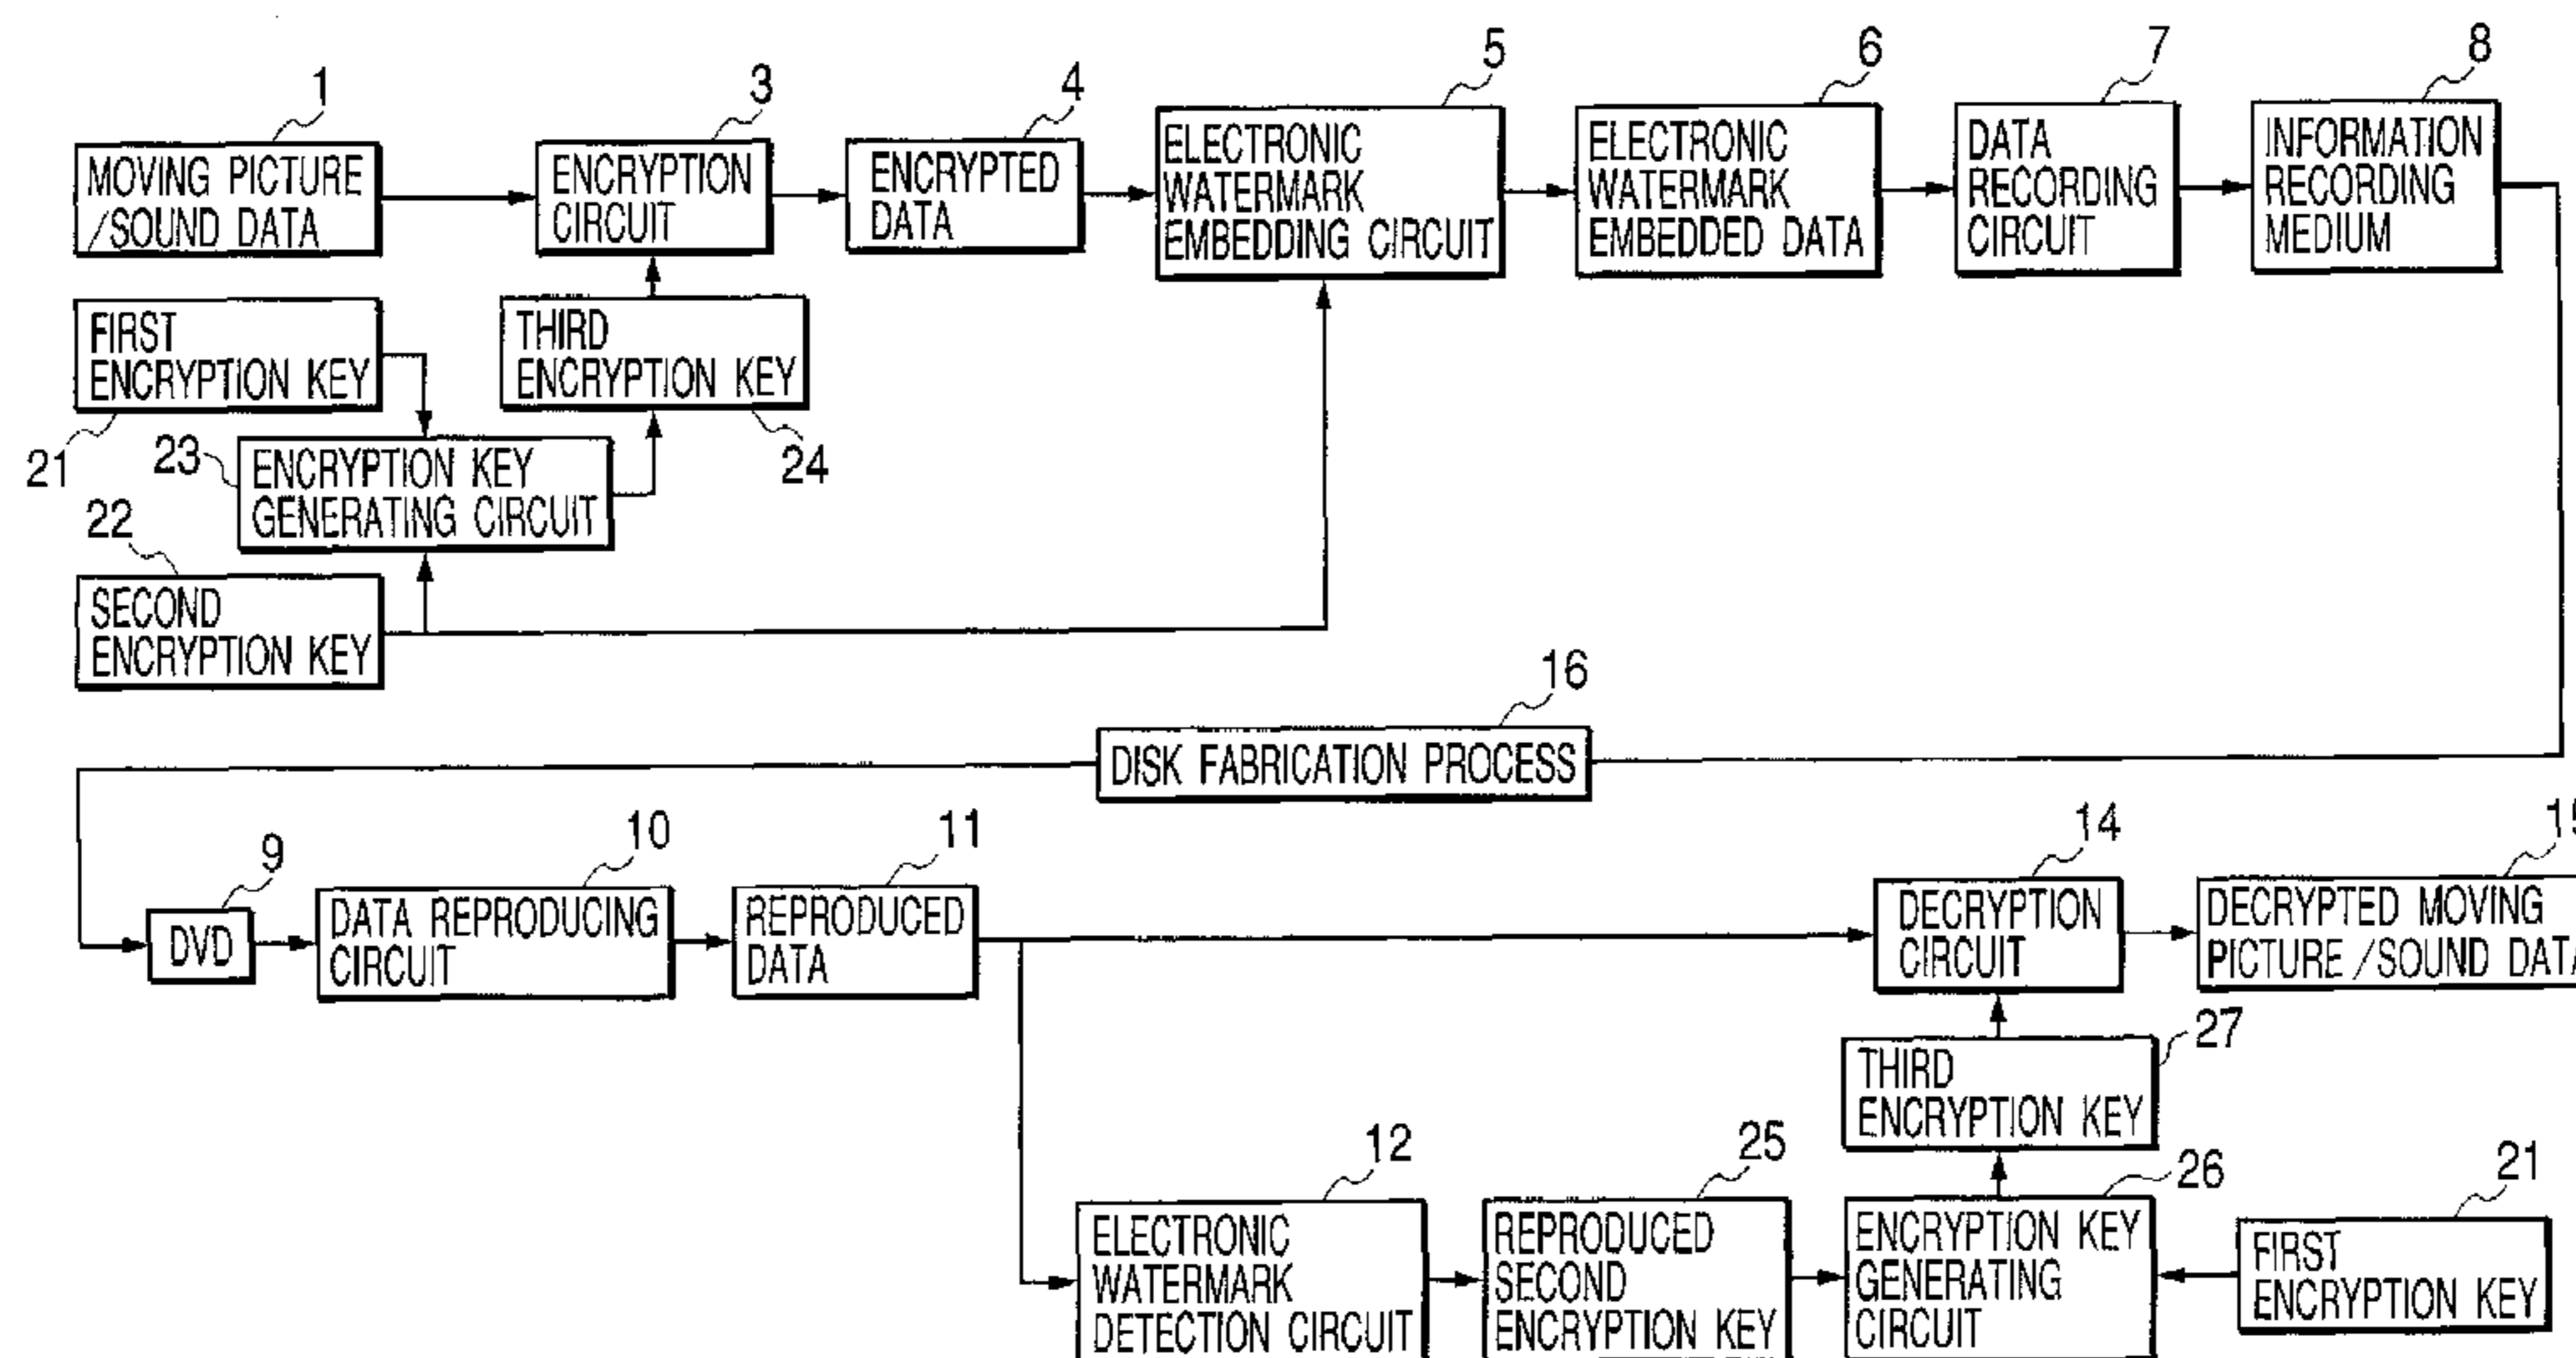 1
MOVING PICTURE
/SOUND DATA
3
ENCRYPTION
CIRCUIT
4
ENCRYPTED
DATA
5
ELECTRONIC
WATERMARK
EMBEDDING CIRCUIT
6
ELECTRONIC
WATERMARK
EMBEDDED DATA
7
DATA
RECORDING
CIRCUIT
8
INFORMATION
RECORDING
MEDIUM
FIRST
ENCRYPTION KEY
21
THIRD
ENCRYPTION KEY
24
23
ENCRYPTION KEY
GENERATING CIRCUIT
22
SECOND
ENCRYPTION KEY
16
DISK FABRICATION PROCESS
9
DVD
10
DATA REPRODUCING
CIRCUIT
11
REPRODUCED
DATA
14
DECRYPTION
CIRCUIT
15
DECRYPTED MOVING
PICTURE /SOUND DATA
27
THIRD
ENCRYPTION KEY
12
ELECTRONIC
WATERMARK
DETECTION CIRCUIT
25
REPRODUCED
SECOND
ENCRYPTION KEY
26
ENCRYPTION KEY
GENERATING
CIRCUIT
21
FIRST
ENCRYPTION KEY